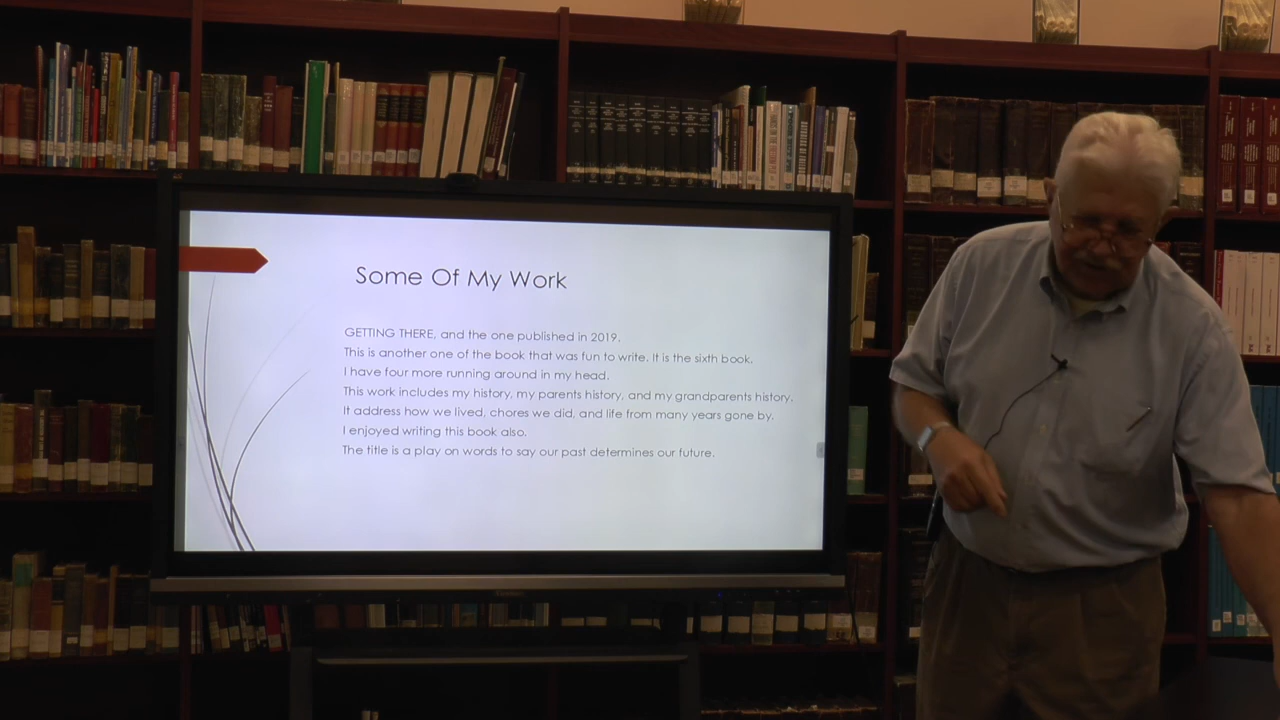 Some Of My Work
GETTING THERE, and the one published in 2019.
This is another one of the book that was fun to write. It is the sixth book.
I have four more running around in my head.
This work includes my history, my parents history, and my grandparents history.
It address how we lived, chores we did, and life from many years gone by.
I enjoyed writing this book also.
The title is a play on words to say our past determines our future.